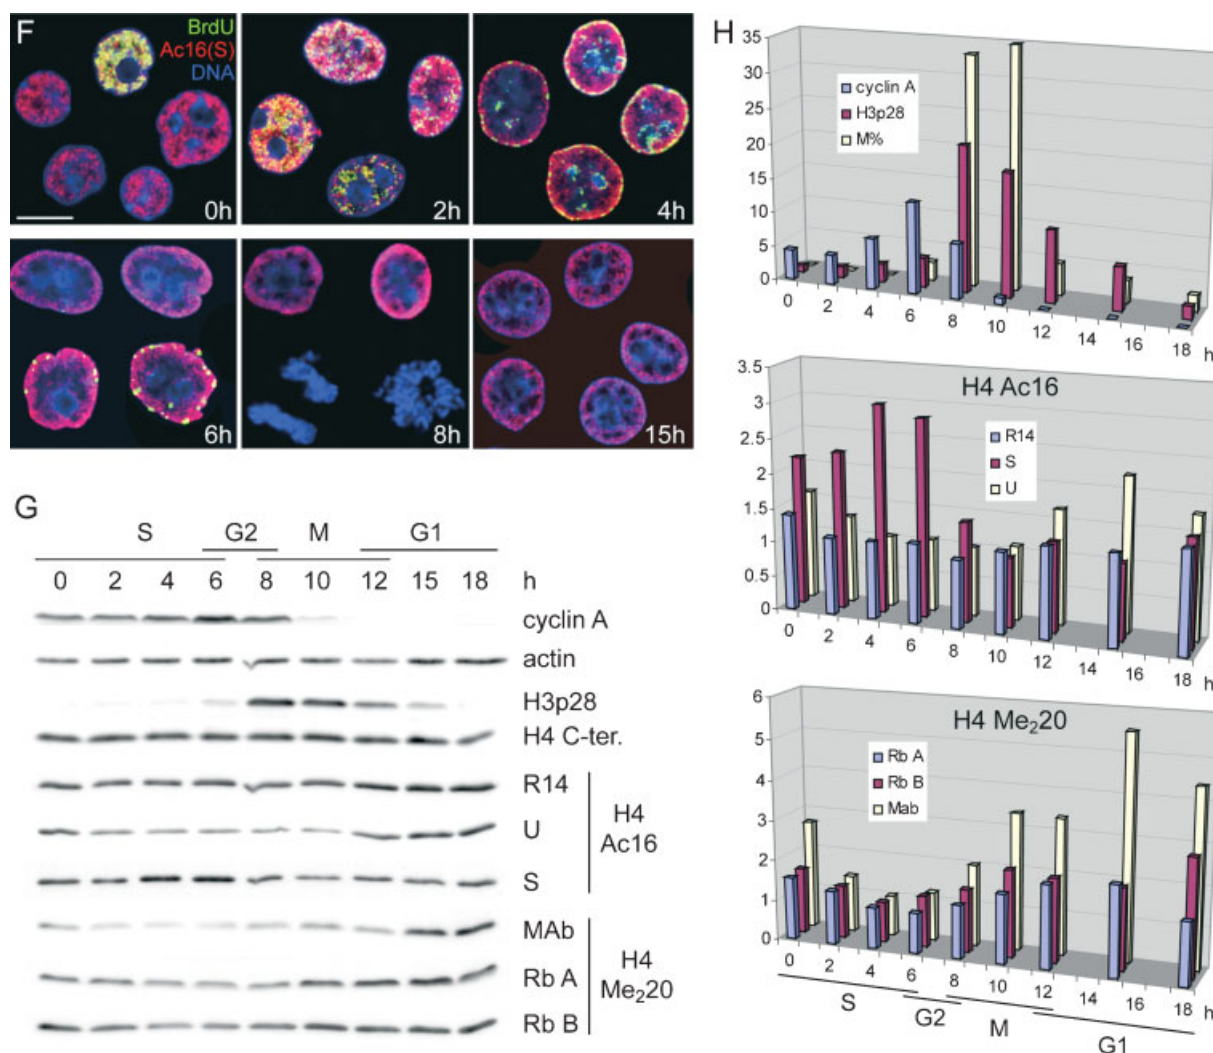 F
BrdU
Ac16(S)
DNA
0h
2h
4h
6h
8h
15h
G
S G2 M G1
0 2 4 6 8 10 12 15 18 h
cyclin A
actin
H3p28
H4 C-ter.
R14
U
S
H4
Ac16
MAb
Rb A
Rb B
H4
Me₂20
H
35
30
25
20
15
10
5
0
cyclin A
H3p28
M%
0 2 4 6 8 10 12 14 16 18 h
H4 Ac16
3.5
3
2.5
2
1.5
1
0.5
0
R14
S
U
0 2 4 6 8 10 12 14 16 18 h
H4 Me₂20
6
5
4
3
2
1
0
Rb A
Rb B
Mab
0 2 4 6 8 10 12 14 16 18 h
S
G2
M
G1